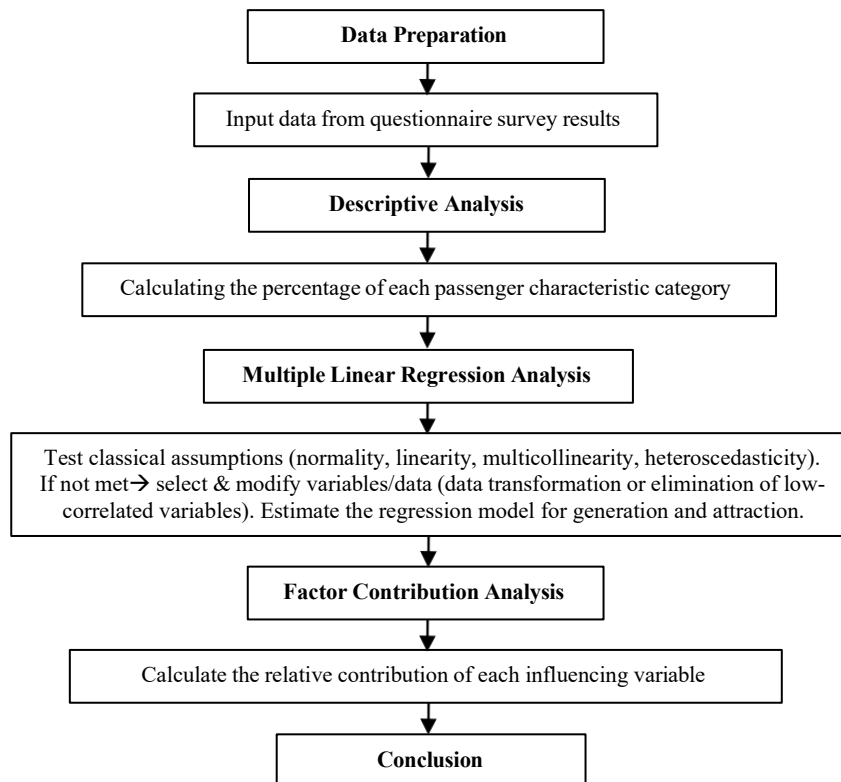 Data Preparation
Input data from questionnaire survey results
Descriptive Analysis
Calculating the percentage of each passenger characteristic category
Multiple Linear Regression Analysis
Test classical assumptions (normality, linearity, multicollinearity, heteroscedasticity).
If not met→ select & modify variables/data (data transformation or elimination of low-
correlated variables). Estimate the regression model for generation and attraction.
Factor Contribution Analysis
Calculate the relative contribution of each influencing variable
Conclusion